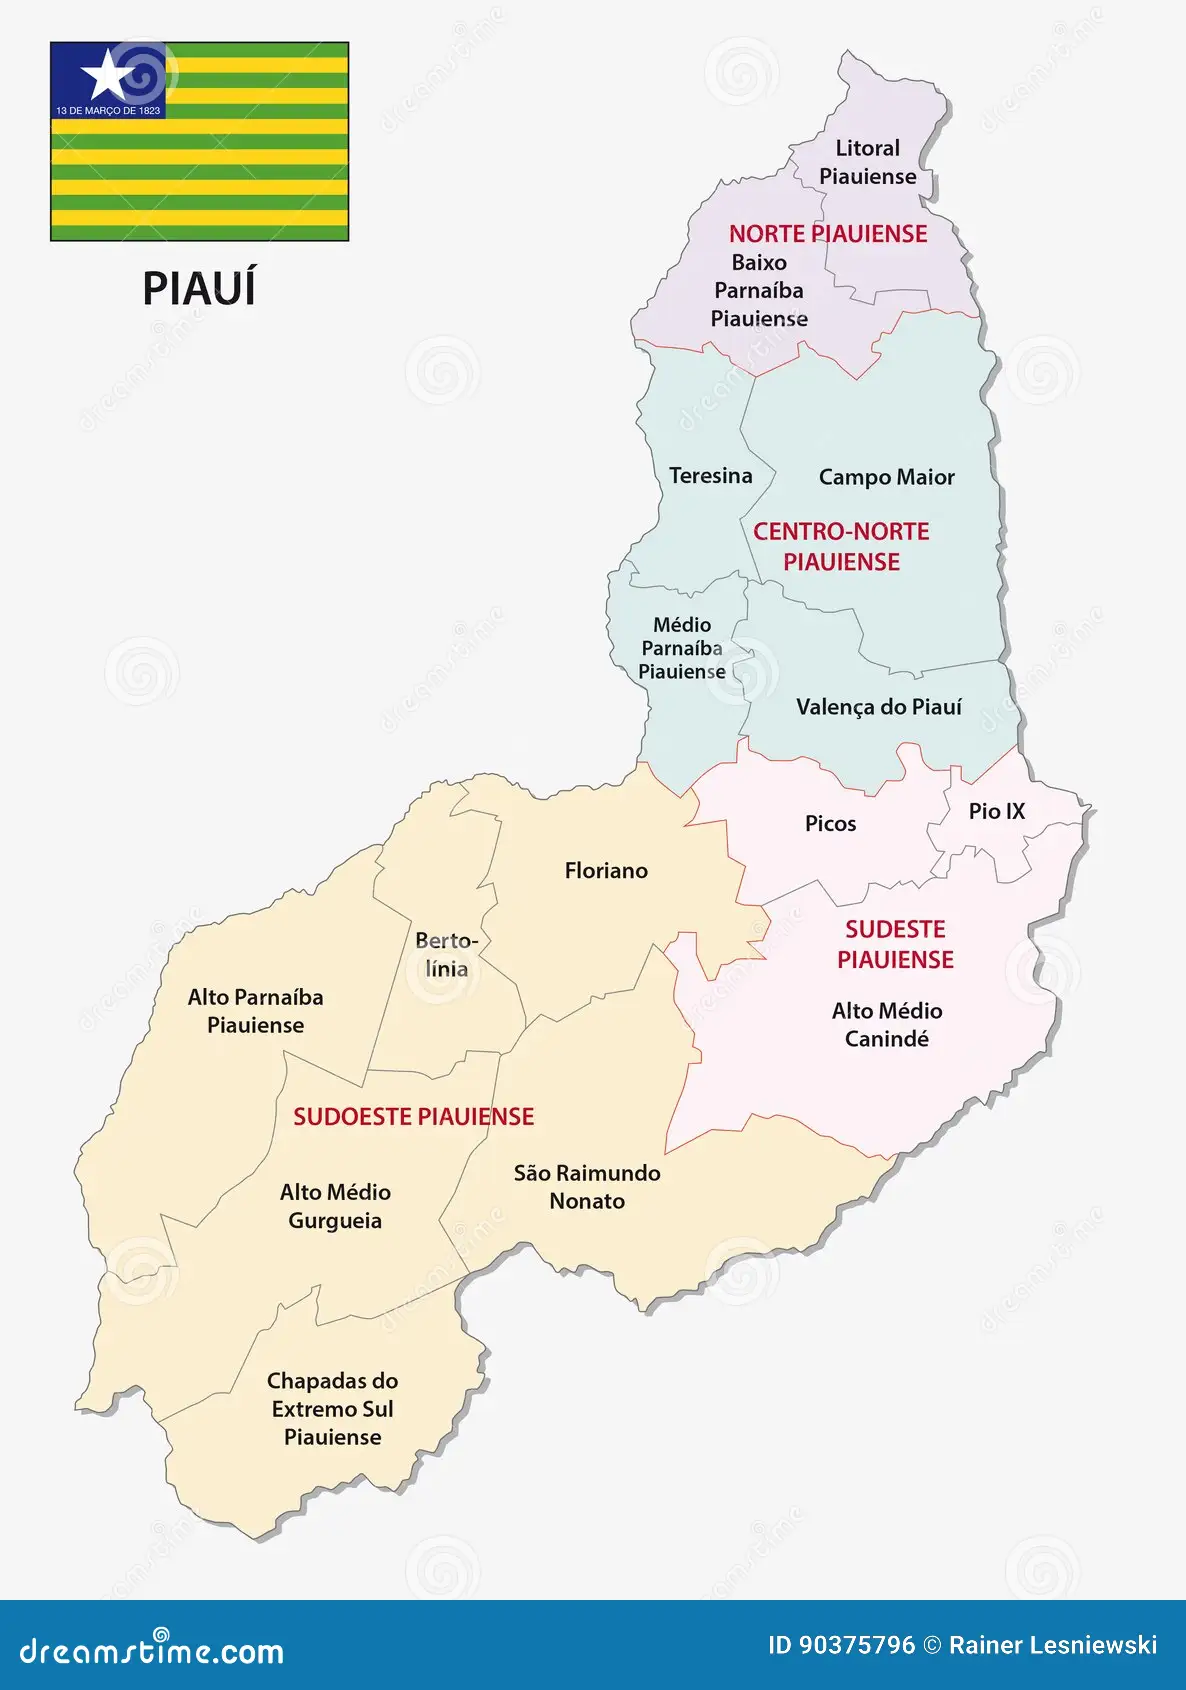 13 DE MARÇO DE 1823
PIAUÍ
Litoral
Piauiense
NORTE PIAUIENSE
Baixo
Parnaíba
Piauiense
Teresina
Campo Maior
CENTRO-NORTE
PIAUIENSE
Médio
Parnaíba
Piauiense
Valença do Piauí
Picos
Pio IX
Floriano
SUDESTE
PIAUIENSE
Berto-
línia
Alto Parnaíba
Piauiense
Alto Médio
Canindé
SUDOESTE PIAUIENSE
São Raimundo
Nonato
Alto Médio
Gurgueia
Chapadas do
Extremo Sul
Piauiense
dreamstime.com
ID 90375796 © Rainer Lesniewski